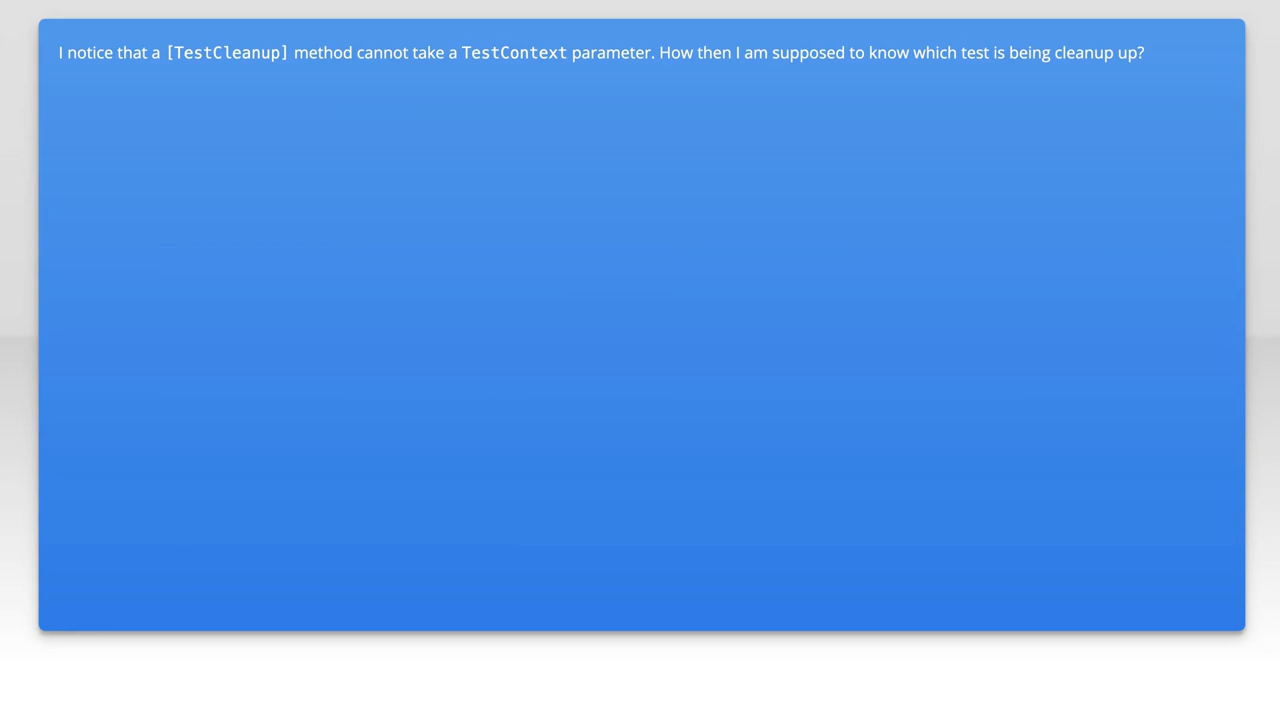 I notice that a [TestCleanup] method cannot take a TestContext parameter. How then I am supposed to know which test is being cleanup up?